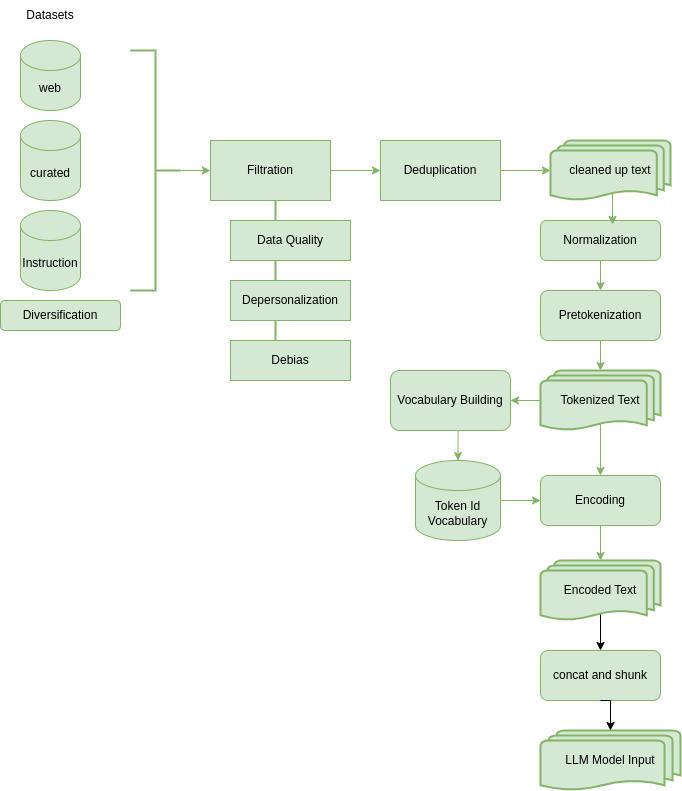 Datasets
web
curated
Instruction
Diversification
Filtration
Data Quality
Depersonalization
Debias
Deduplication
cleaned up text
Normalization
Pretokenization
Tokenized Text
Vocabulary Building
Token Id
Vocabulary
Encoding
Encoded Text
concat and shunk
LLM Model Input